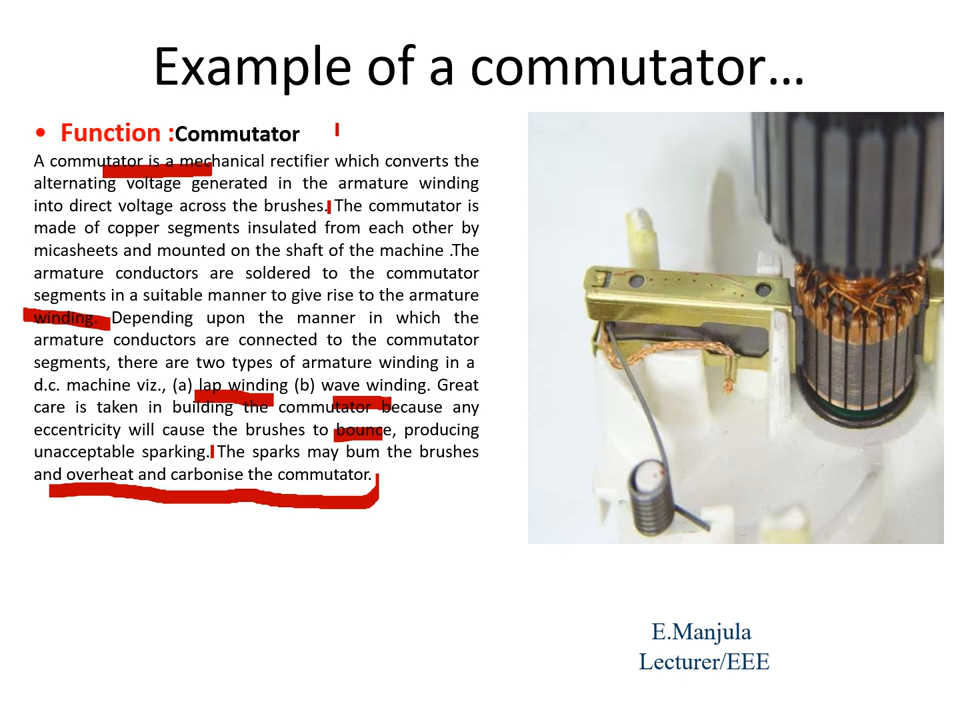 Example of a commutator…
• Function :Commutator
A commutator is a mechanical rectifier which converts the
alternating voltage generated in the armature winding
into direct voltage across the brushes. The commutator is
made of copper segments insulated from each other by
micasheets and mounted on the shaft of the machine .The
armature conductors are soldered to the commutator
segments in a suitable manner to give rise to the armature
winding. Depending upon the manner in which the
armature conductors are connected to the commutator
segments, there are two types of armature winding in a
d.c. machine viz., (a) lap winding (b) wave winding. Great
care is taken in building the commutator because any
eccentricity will cause the brushes to bounce, producing
unacceptable sparking. The sparks may bum the brushes
and overheat and carbonise the commutator.
E.Manjula
Lecturer/EEE